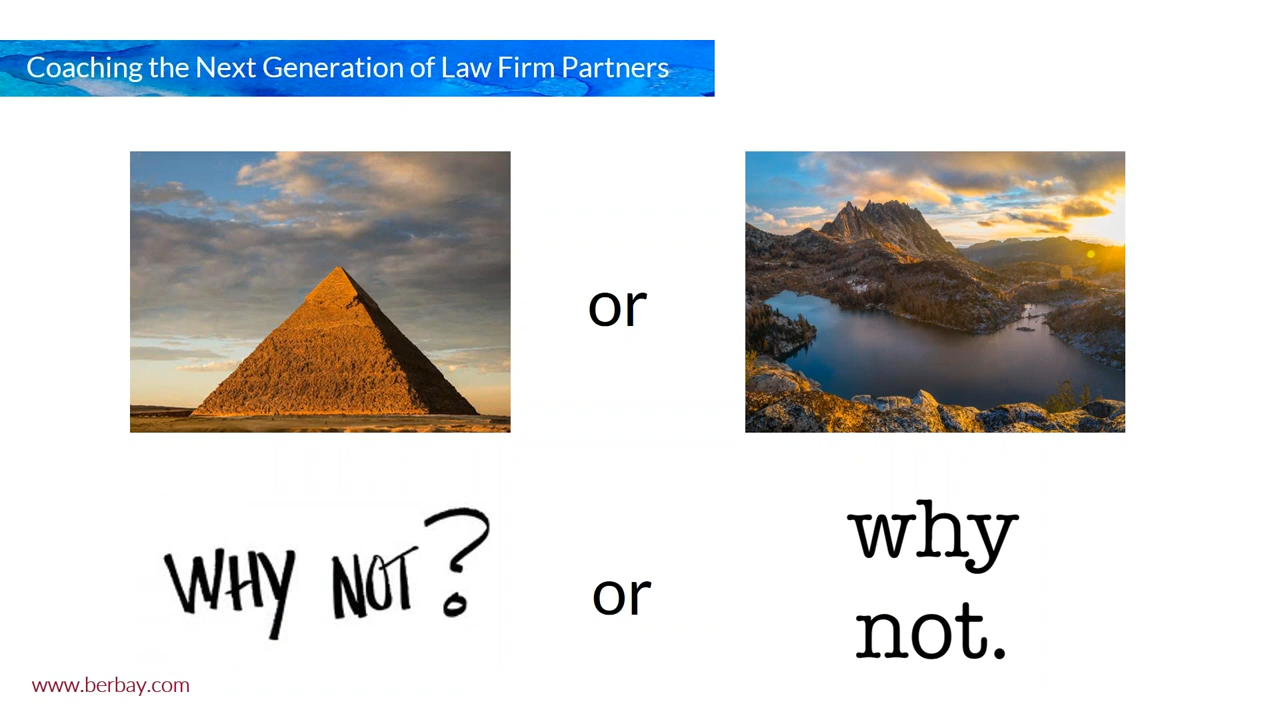 Coaching the Next Generation of Law Firm Partners
or
WHY NOT?
or
why
not.
www.berbay.com